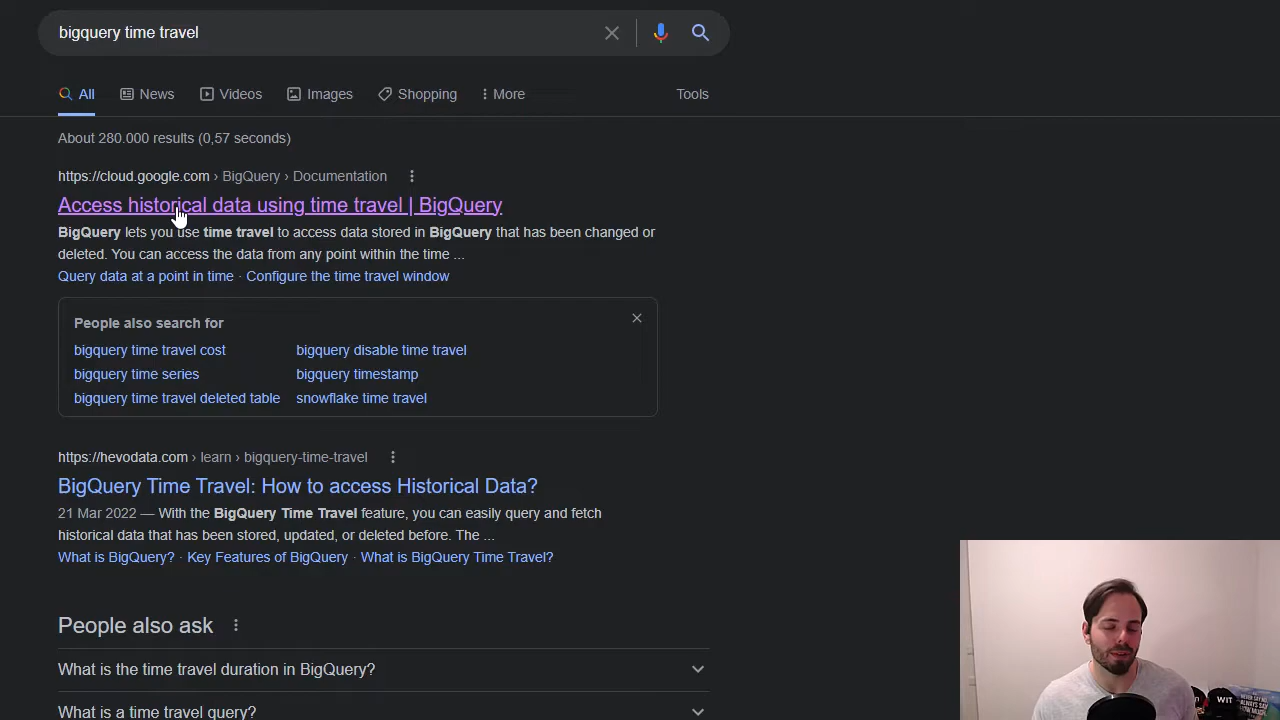 bigquery time travel
All
News
Videos
Images
Shopping
More
Tools
About 280.000 results (0,57 seconds)
https://cloud.google.com › BigQuery › Documentation
Access historical data using time travel | BigQuery
BigQuery lets you use time travel to access data stored in BigQuery that has been changed or
deleted. You can access the data from any point within the time ...
Query data at a point in time · Configure the time travel window
People also search for
bigquery time travel cost
bigquery disable time travel
bigquery time series
bigquery timestamp
bigquery time travel deleted table
snowflake time travel
https://hevodata.com › learn › bigquery-time-travel
BigQuery Time Travel: How to access Historical Data?
21 Mar 2022 — With the BigQuery Time Travel feature, you can easily query and fetch
historical data that has been stored, updated, or deleted before. The ...
What is BigQuery? · Key Features of BigQuery · What is BigQuery Time Travel?
People also ask
What is the time travel duration in BigQuery?
What is a time travel query?
WIT